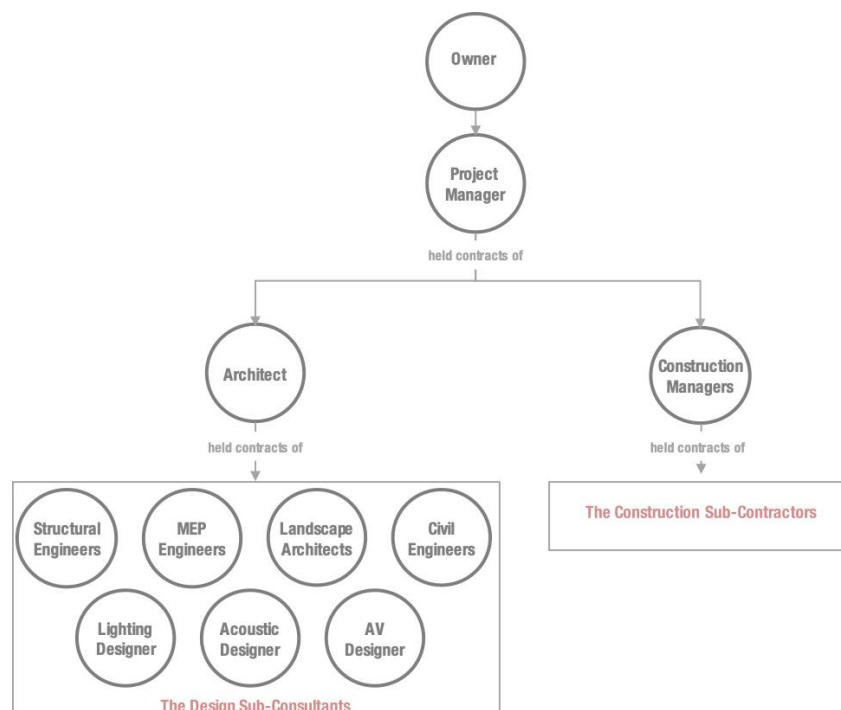 Owner
Project
Manager
held contracts of
Architect
Construction
Managers
held contracts of
held contracts of
Structural
Engineers
MEP
Engineers
Landscape
Architects
Civil
Engineers
The Construction Sub-Contractors
Lighting
Designer
Acoustic
Designer
AV
Designer
The Design Sub-Consultants